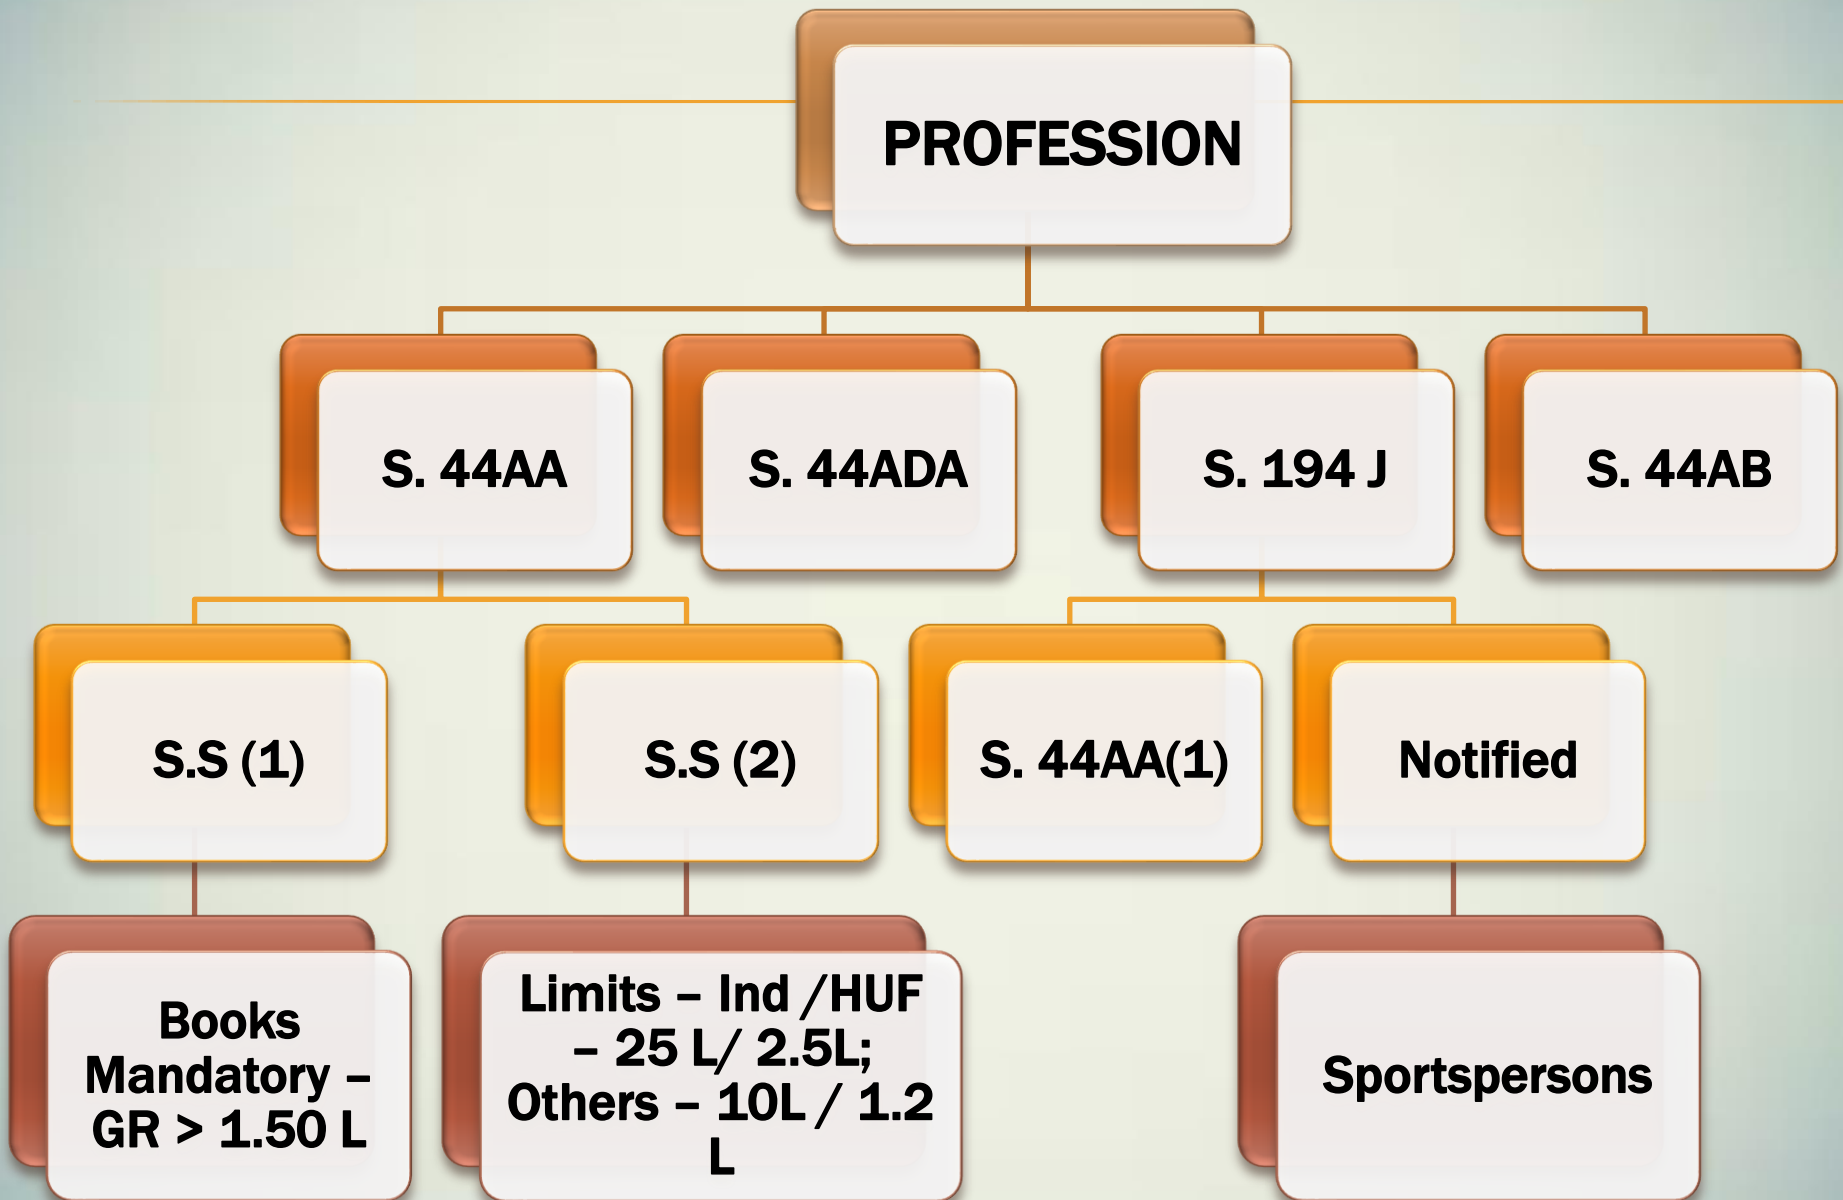 PROFESSION
S. 44AA
S. 44ADA
S. 194 J
S. 44AB
S.S (1)
S.S (2)
S. 44AA(1)
Notified
Books
Mandatory –
GR > 1.50 L
Limits – Ind /HUF
– 25 L/ 2.5L;
Others – 10L / 1.2
L
Sportspersons